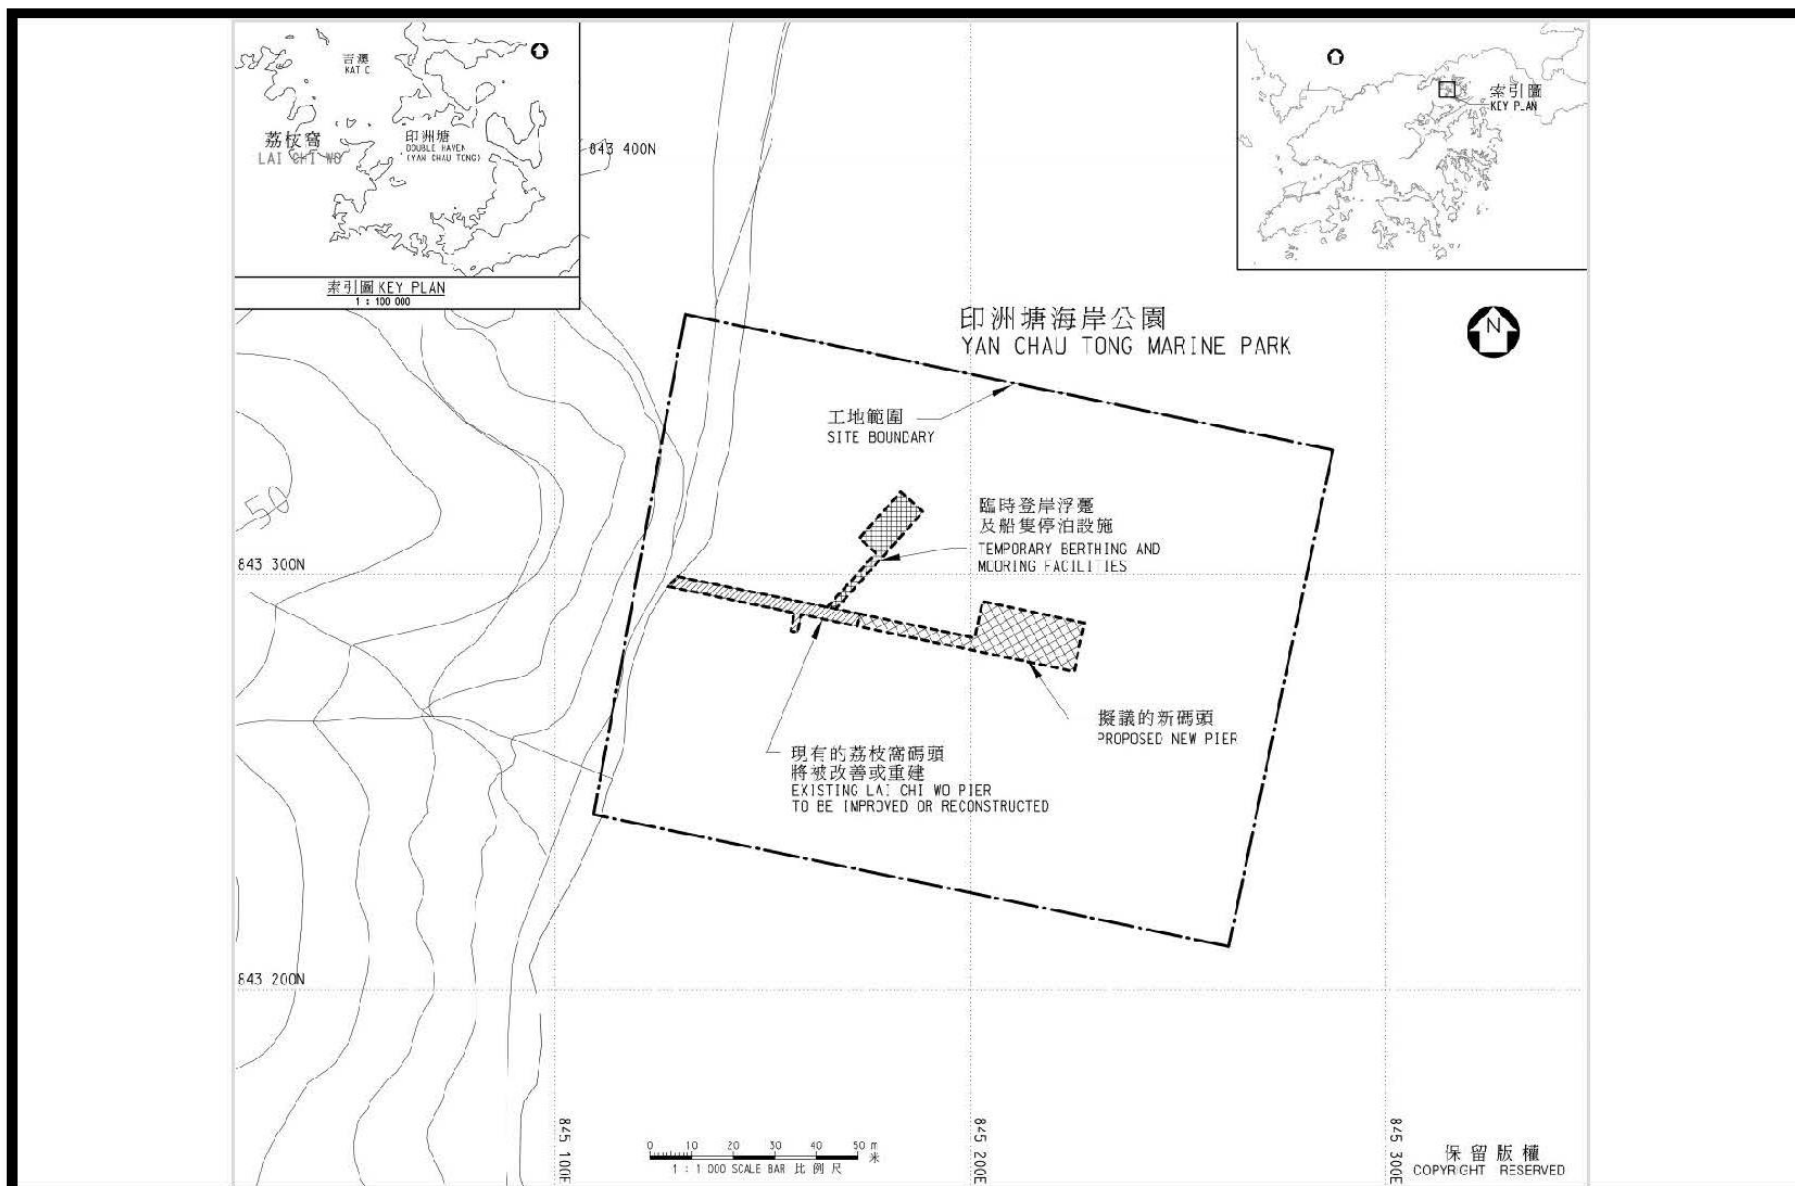 吉澳
KAT O
荔枝窩
LAI CHI WO
印洲塘
DOUBLE HAVEN
(YAN CHAU TONG)
索引圖 KEY PLAN
1 : 100 000
索引圖
KEY PLAN
843 400N
印洲塘海岸公園
YAN CHAU TONG MARINE PARK
N
工地範圍
SITE BOUNDARY
臨時登岸浮躉
及船隻停泊設施
TEMPORARY BERTHING AND
MOORING FACILITIES
50
843 300N
擬議的新碼頭
PROPOSED NEW PIER
現有的荔枝窩碼頭
將被改善或重建
EXISTING LAI CHI WO PIER
TO BE IMPROVED OR RECONSTRUCTED
843 200N
845 100E
845 200E
845 300E
0 10 20 30 40 50 m
米
1 : 1 000 SCALE BAR 比例尺
保留版權
COPYRIGHT RESERVED